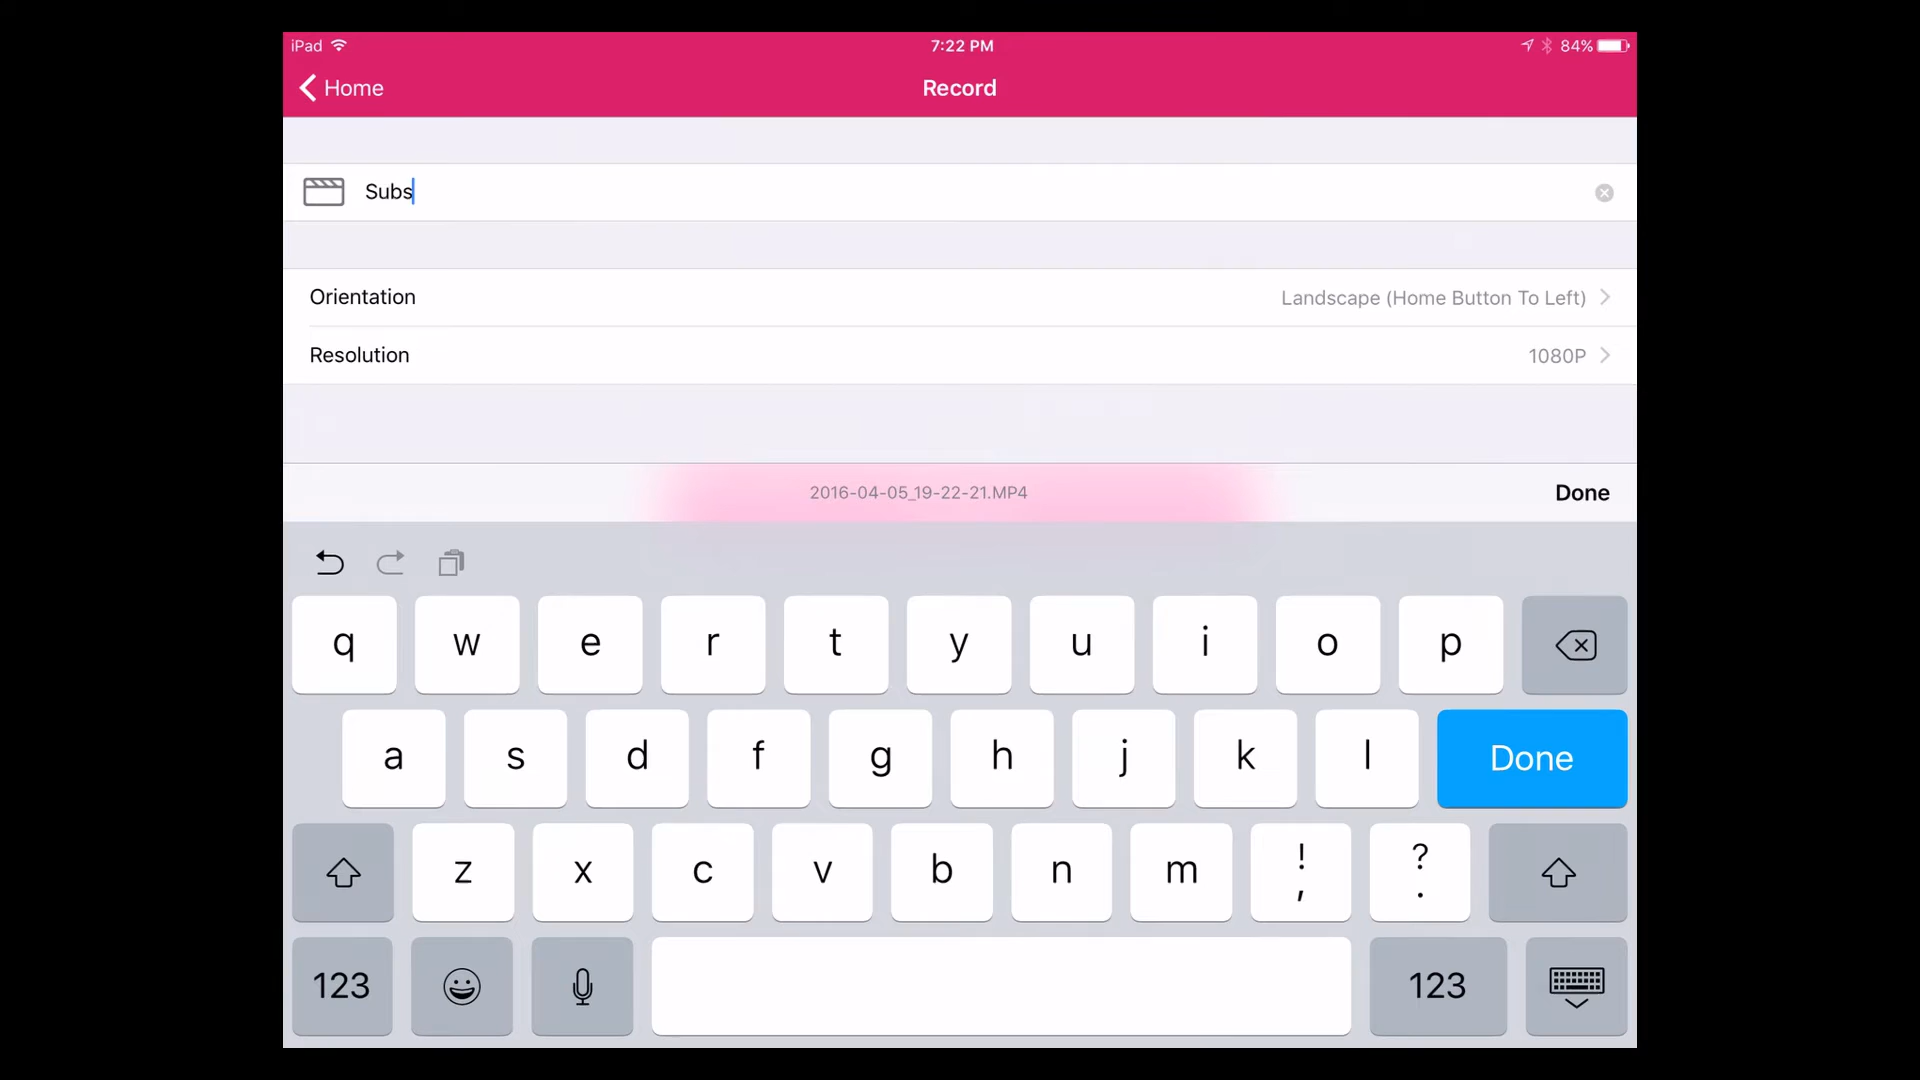 iPad 7:22 PM 84%
Home Record
Subs
Orientation Landscape (Home Button To Left)
Resolution 1080P
2016-04-05_19-22-21.MP4 Done
q w e r t y u i o p
a s d f g h j k l Done
z x c v b n m ! , ? .
123 123